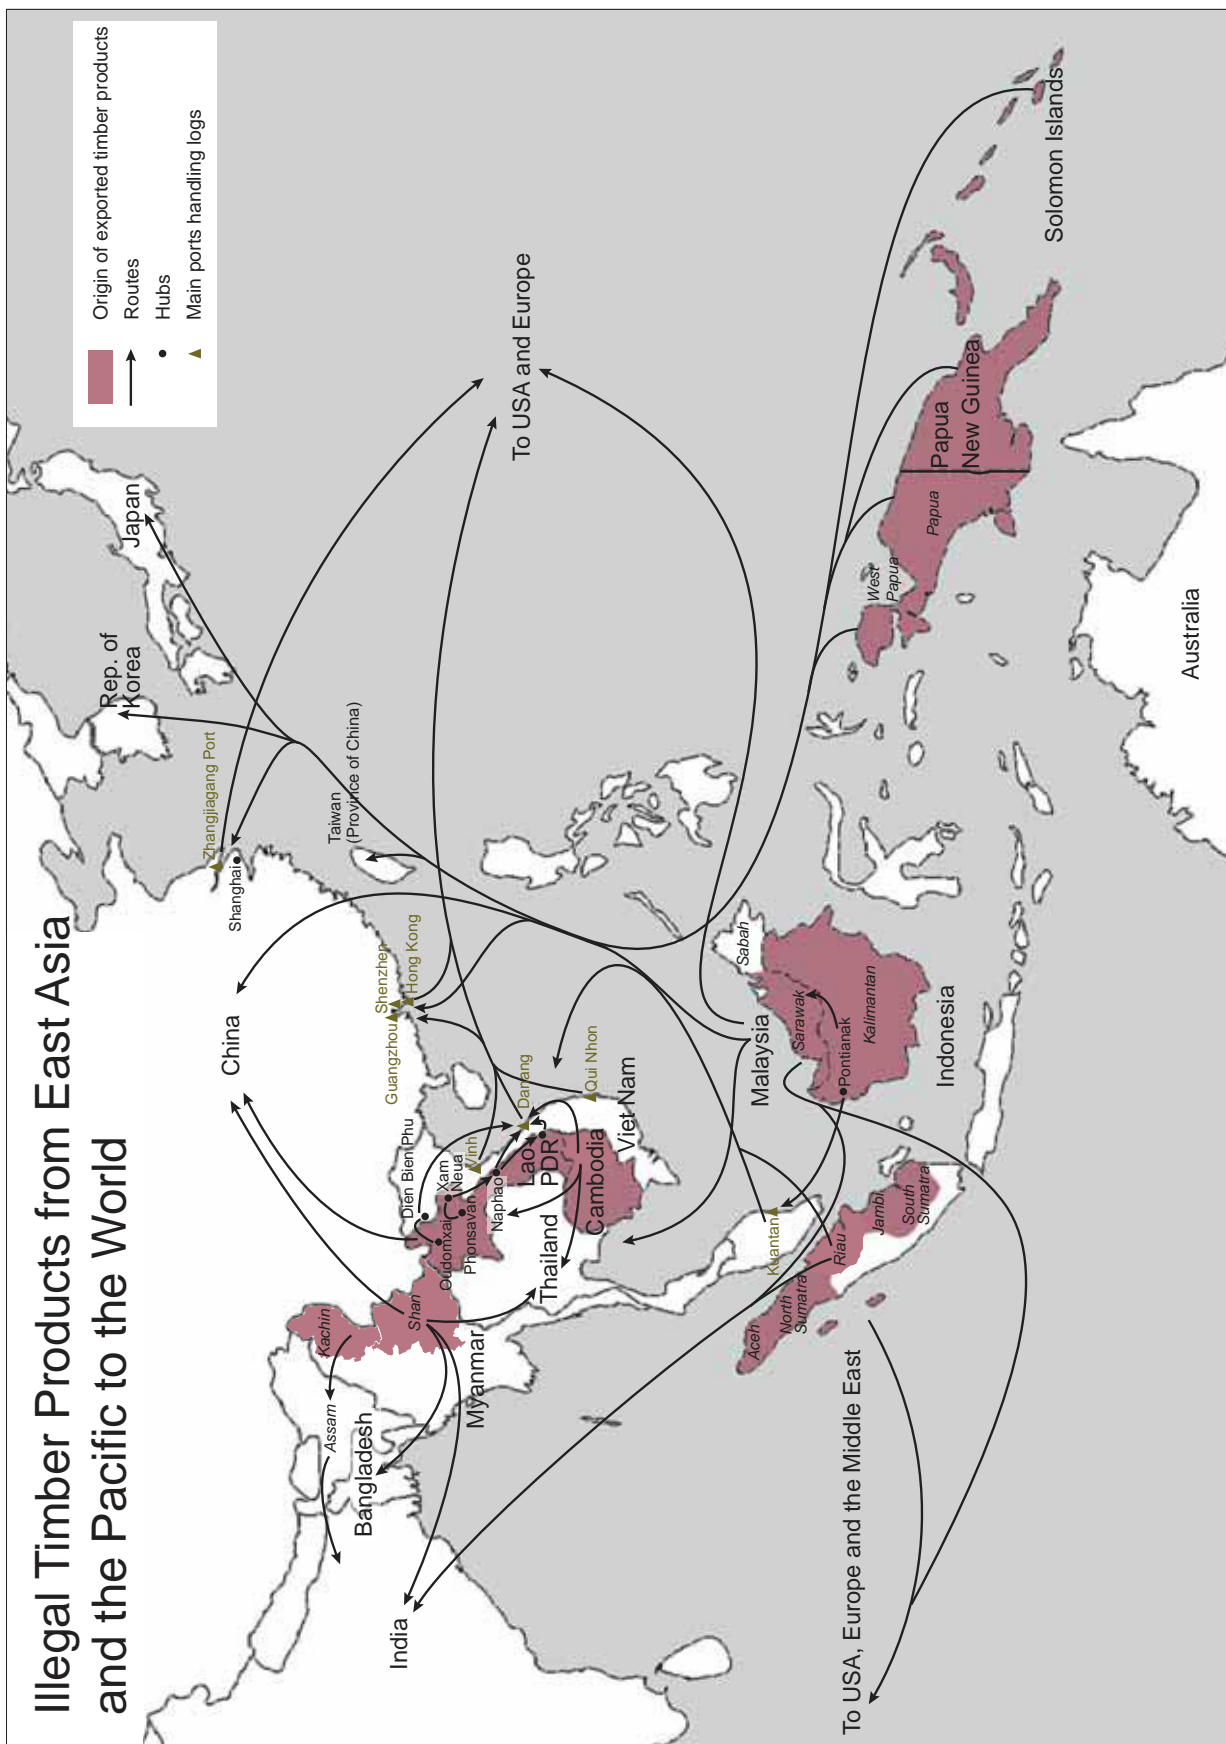 Illegal Timber Products from East Asia
and the Pacific to the World
Origin of exported timber products
Routes
Hubs
Main ports handling logs
Japan
Rep. of
Korea
Zhangjiagang Port
Shanghai
China
Taiwan
(Province of China)
To USA and Europe
Shenzhen
Hong Kong
Guangzhou
Dien Bien Phu
Xam
Neua
Vinh
Danang
Qui Nhon
Oudomxai
Phonsavan
Naphao
Lao
PDR
Viet Nam
Cambodia
Thailand
Kachin
Shan
Myanmar
Assam
Bangladesh
India
Malaysia
Sabah
Sarawak
Pontianak
Kalimantan
Indonesia
Kuantan
Aceh
North
Sumatra
Riau
Jambi
South
Sumatra
West
Papua
Papua
Papua
New Guinea
Solomon Islands
Australia
To USA, Europe and the Middle East